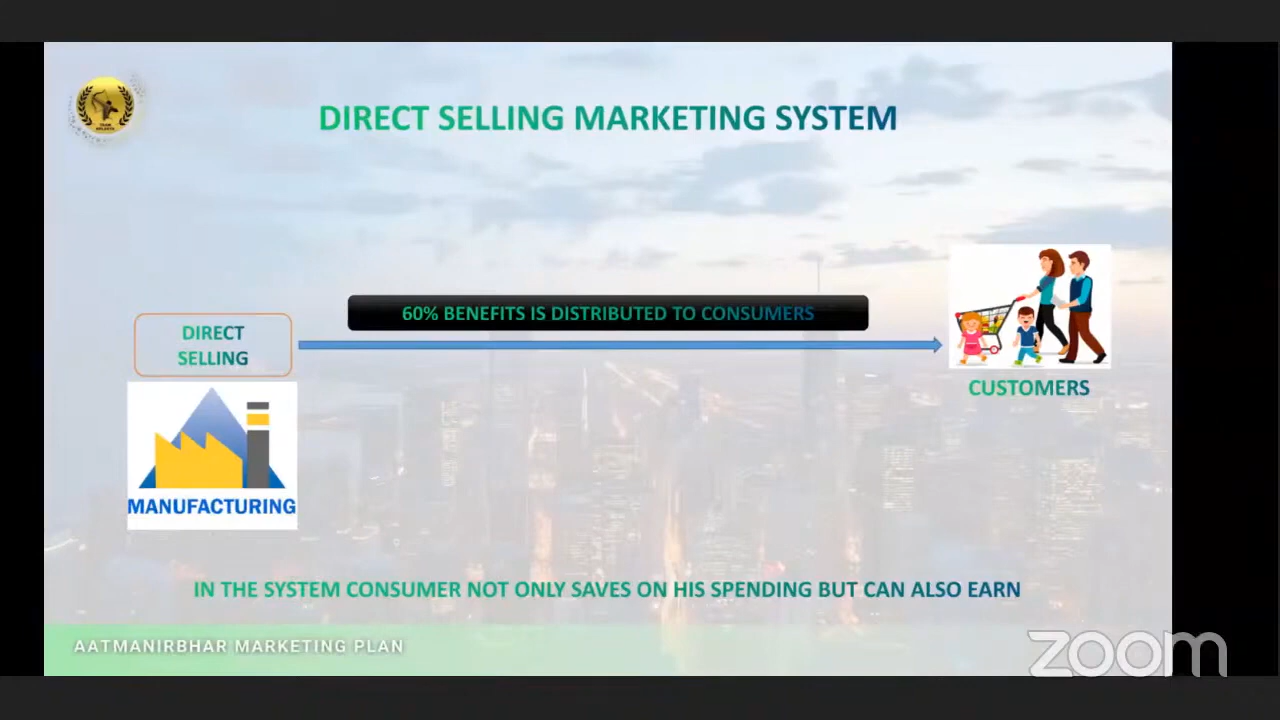 DIRECT SELLING MARKETING SYSTEM
60% BENEFITS IS DISTRIBUTED TO CONSUMERS
DIRECT
SELLING
CUSTOMERS
MANUFACTURING
IN THE SYSTEM CONSUMER NOT ONLY SAVES ON HIS SPENDING BUT CAN ALSO EARN
AATMANIRBHAR MARKETING PLAN
zoom